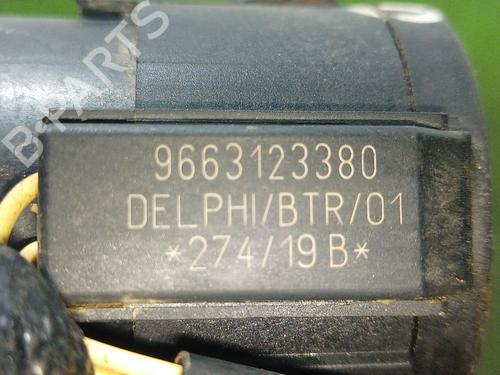 B-PARTS
9663123380
DELPHI/BTR/01
*274/19 B*